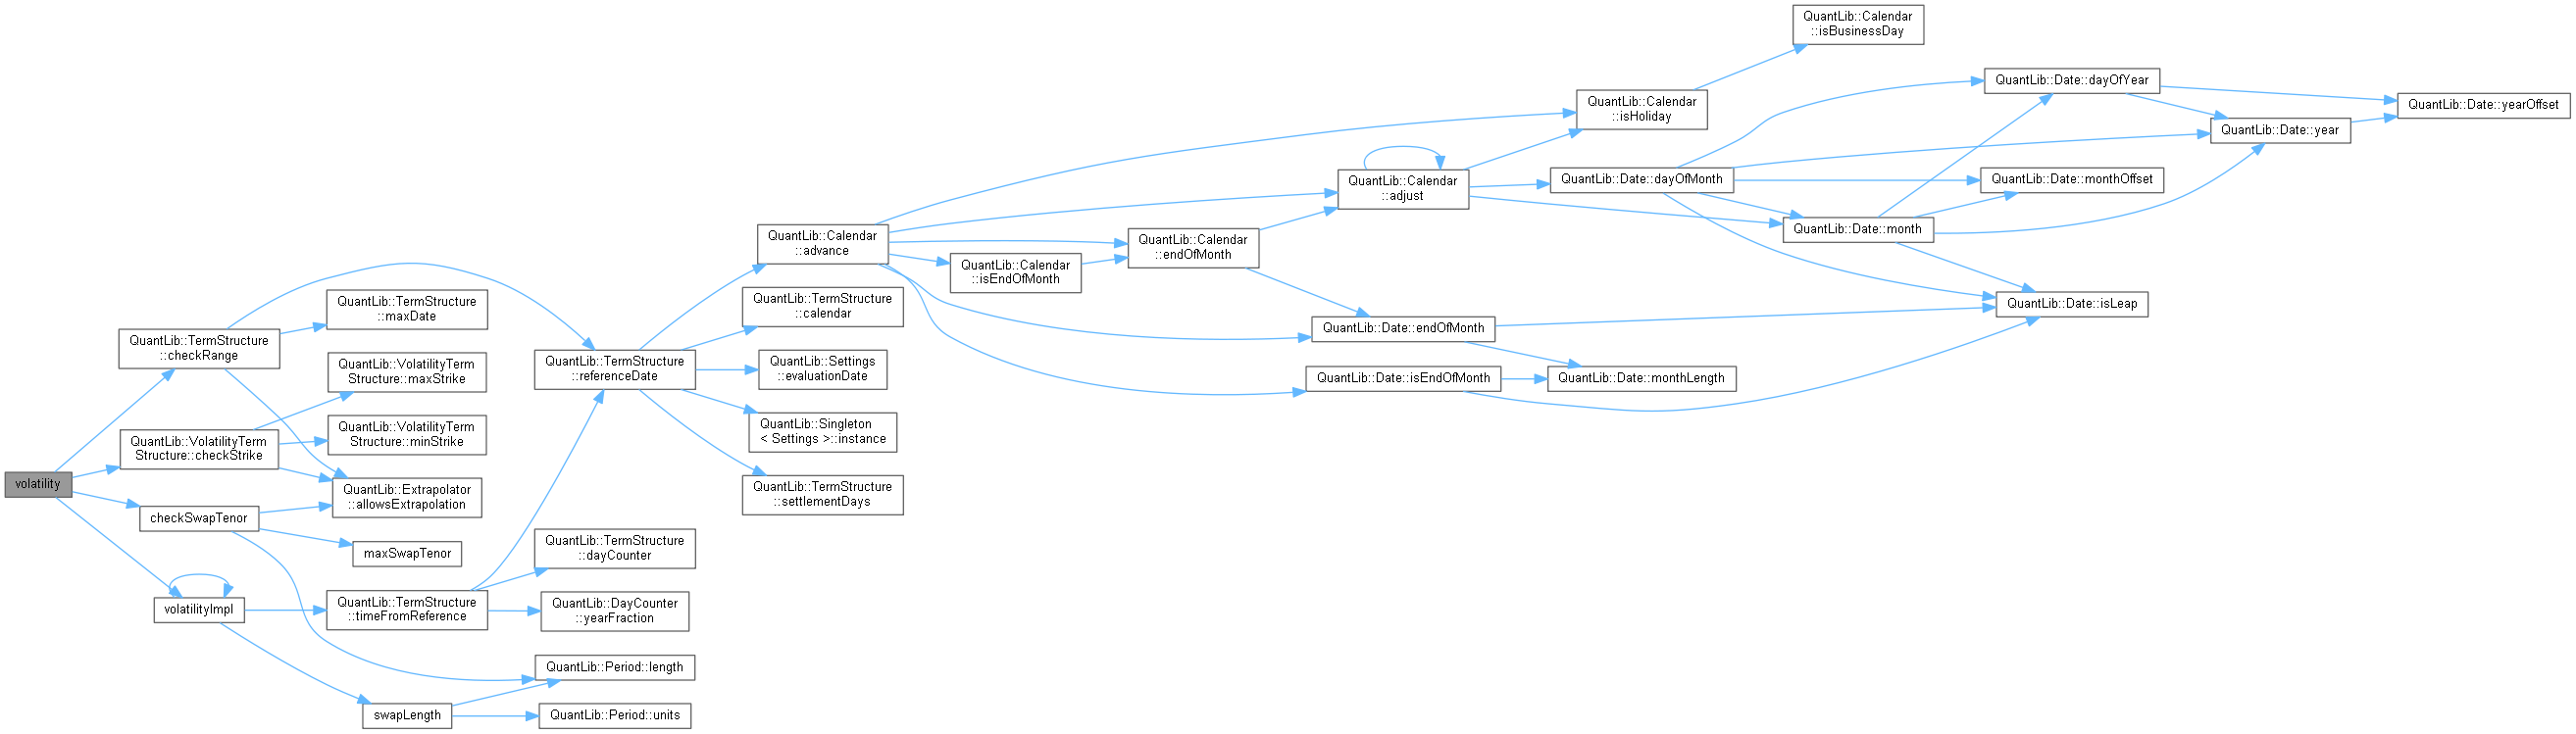 volatility
QuantLib::TermStructure
::checkRange
QuantLib::VolatilityTerm
Structure::checkStrike
checkSwapTenor
volatilityImpl
QuantLib::TermStructure
::maxDate
QuantLib::VolatilityTerm
Structure::maxStrike
QuantLib::VolatilityTerm
Structure::minStrike
QuantLib::Extrapolator
::allowsExtrapolation
maxSwapTenor
QuantLib::TermStructure
::timeFromReference
swapLength
QuantLib::TermStructure
::referenceDate
QuantLib::TermStructure
::dayCounter
QuantLib::DayCounter
::yearFraction
QuantLib::Period::length
QuantLib::Period::units
QuantLib::Calendar
::advance
QuantLib::TermStructure
::calendar
QuantLib::Settings
::evaluationDate
QuantLib::Singleton
< Settings >::instance
QuantLib::TermStructure
::settlementDays
QuantLib::Calendar
::isEndOfMonth
QuantLib::Calendar
::endOfMonth
QuantLib::Calendar
::adjust
QuantLib::Date::endOfMonth
QuantLib::Date::isEndOfMonth
QuantLib::Calendar
::isHoliday
QuantLib::Date::dayOfMonth
QuantLib::Date::monthLength
QuantLib::Calendar
::isBusinessDay
QuantLib::Date::month
QuantLib::Date::dayOfYear
QuantLib::Date::monthOffset
QuantLib::Date::isLeap
QuantLib::Date::year
QuantLib::Date::yearOffset